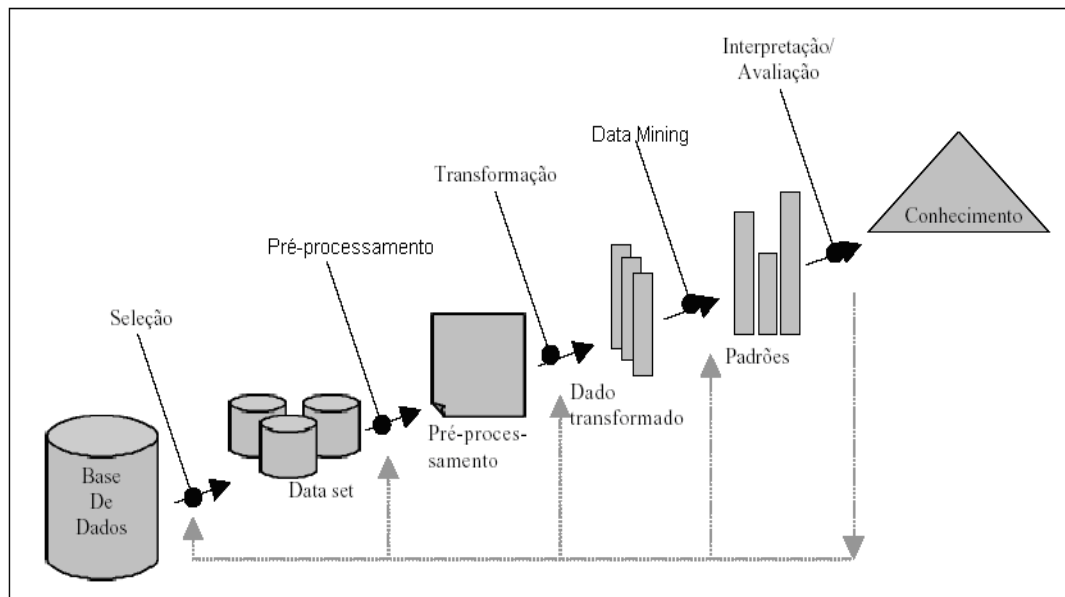 Interpretação/
Avaliação
Data Mining
Transformação
Conhecimento
Pré-processamento
Seleção
Padrões
Dado
transformado
Pré-proces-
samento
Data set
Base
De
Dados